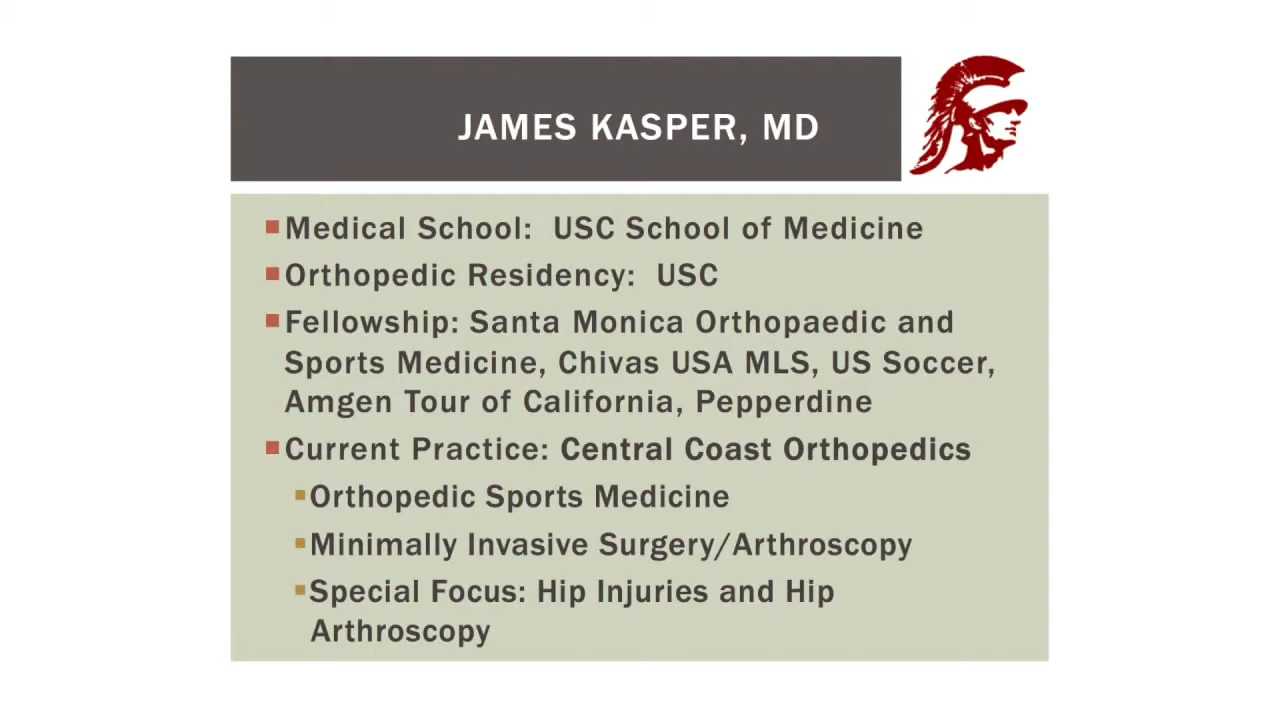 JAMES KASPER, MD
Medical School: USC School of Medicine
Orthopedic Residency: USC
Fellowship: Santa Monica Orthopaedic and
Sports Medicine, Chivas USA MLS, US Soccer,
Amgen Tour of California, Pepperdine
Current Practice: Central Coast Orthopedics
Orthopedic Sports Medicine
Minimally Invasive Surgery/Arthroscopy
Special Focus: Hip Injuries and Hip
Arthroscopy